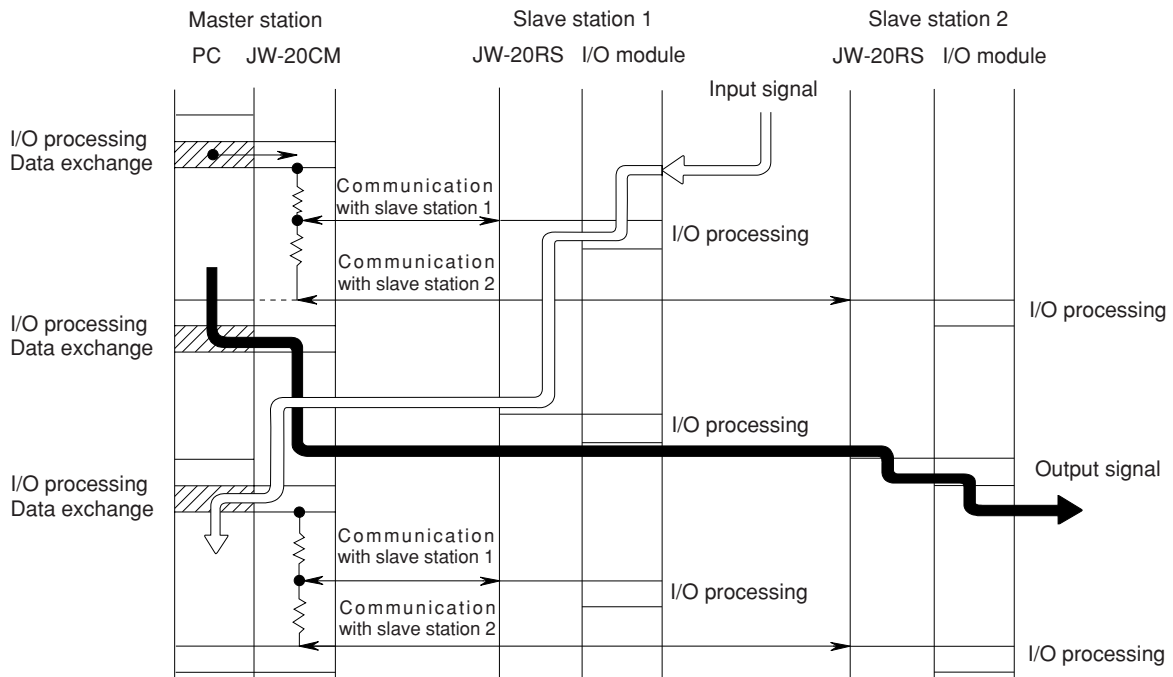 Master station
Slave station 1
Slave station 2
PC
JW-20CM
JW-20RS
I/O module
JW-20RS
I/O module
Input signal
I/O processing
Data exchange
Communication
with slave station 1
I/O processing
Communication
with slave station 2
I/O processing
I/O processing
Data exchange
I/O processing
Output signal
I/O processing
Data exchange
Communication
with slave station 1
I/O processing
Communication
with slave station 2
I/O processing